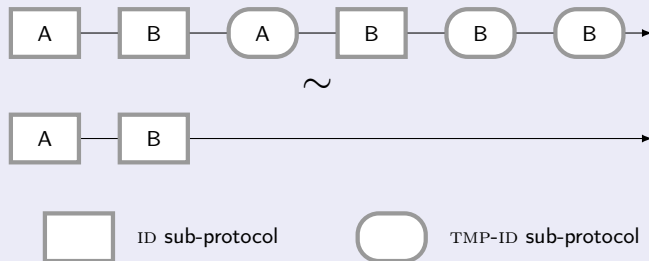 A B A B B B
∼
A B
ID sub-protocol TMP-ID sub-protocol